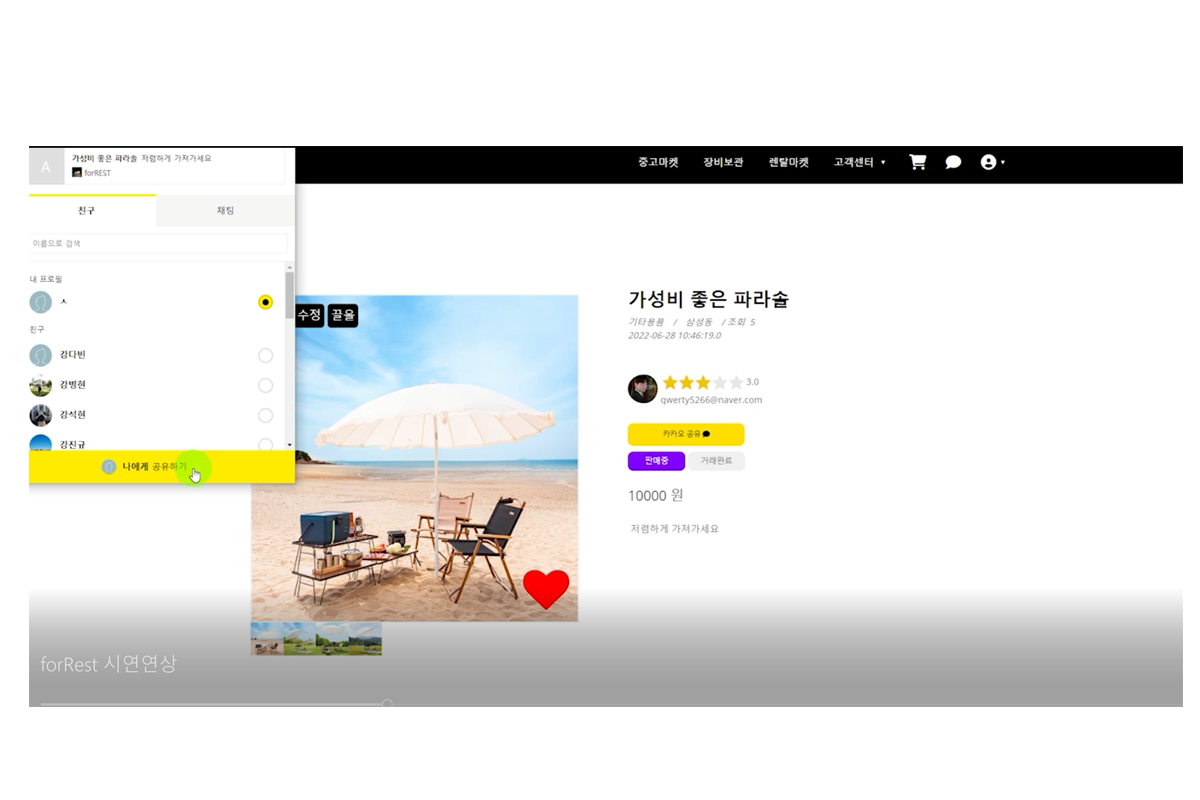 A
가성비 좋은 파라솔 저렴하게 가져가세요
forREST
친구 채팅
이름으로 검색
내 프로필
ㅅ
친구
강다빈
강병현
강석현
강진규
나에게 공유하기
중고마켓 장비보관 렌탈마켓 고객센터
수정 끌올
가성비 좋은 파라솔
기타용품 / 삼성동 / 조회 5
2022-06-28 10:46:19.0
3.0
qwerty5266@naver.com
카카오 공유
판매중 거래완료
10000 원
저렴하게 가져가세요
forRest 시연연상